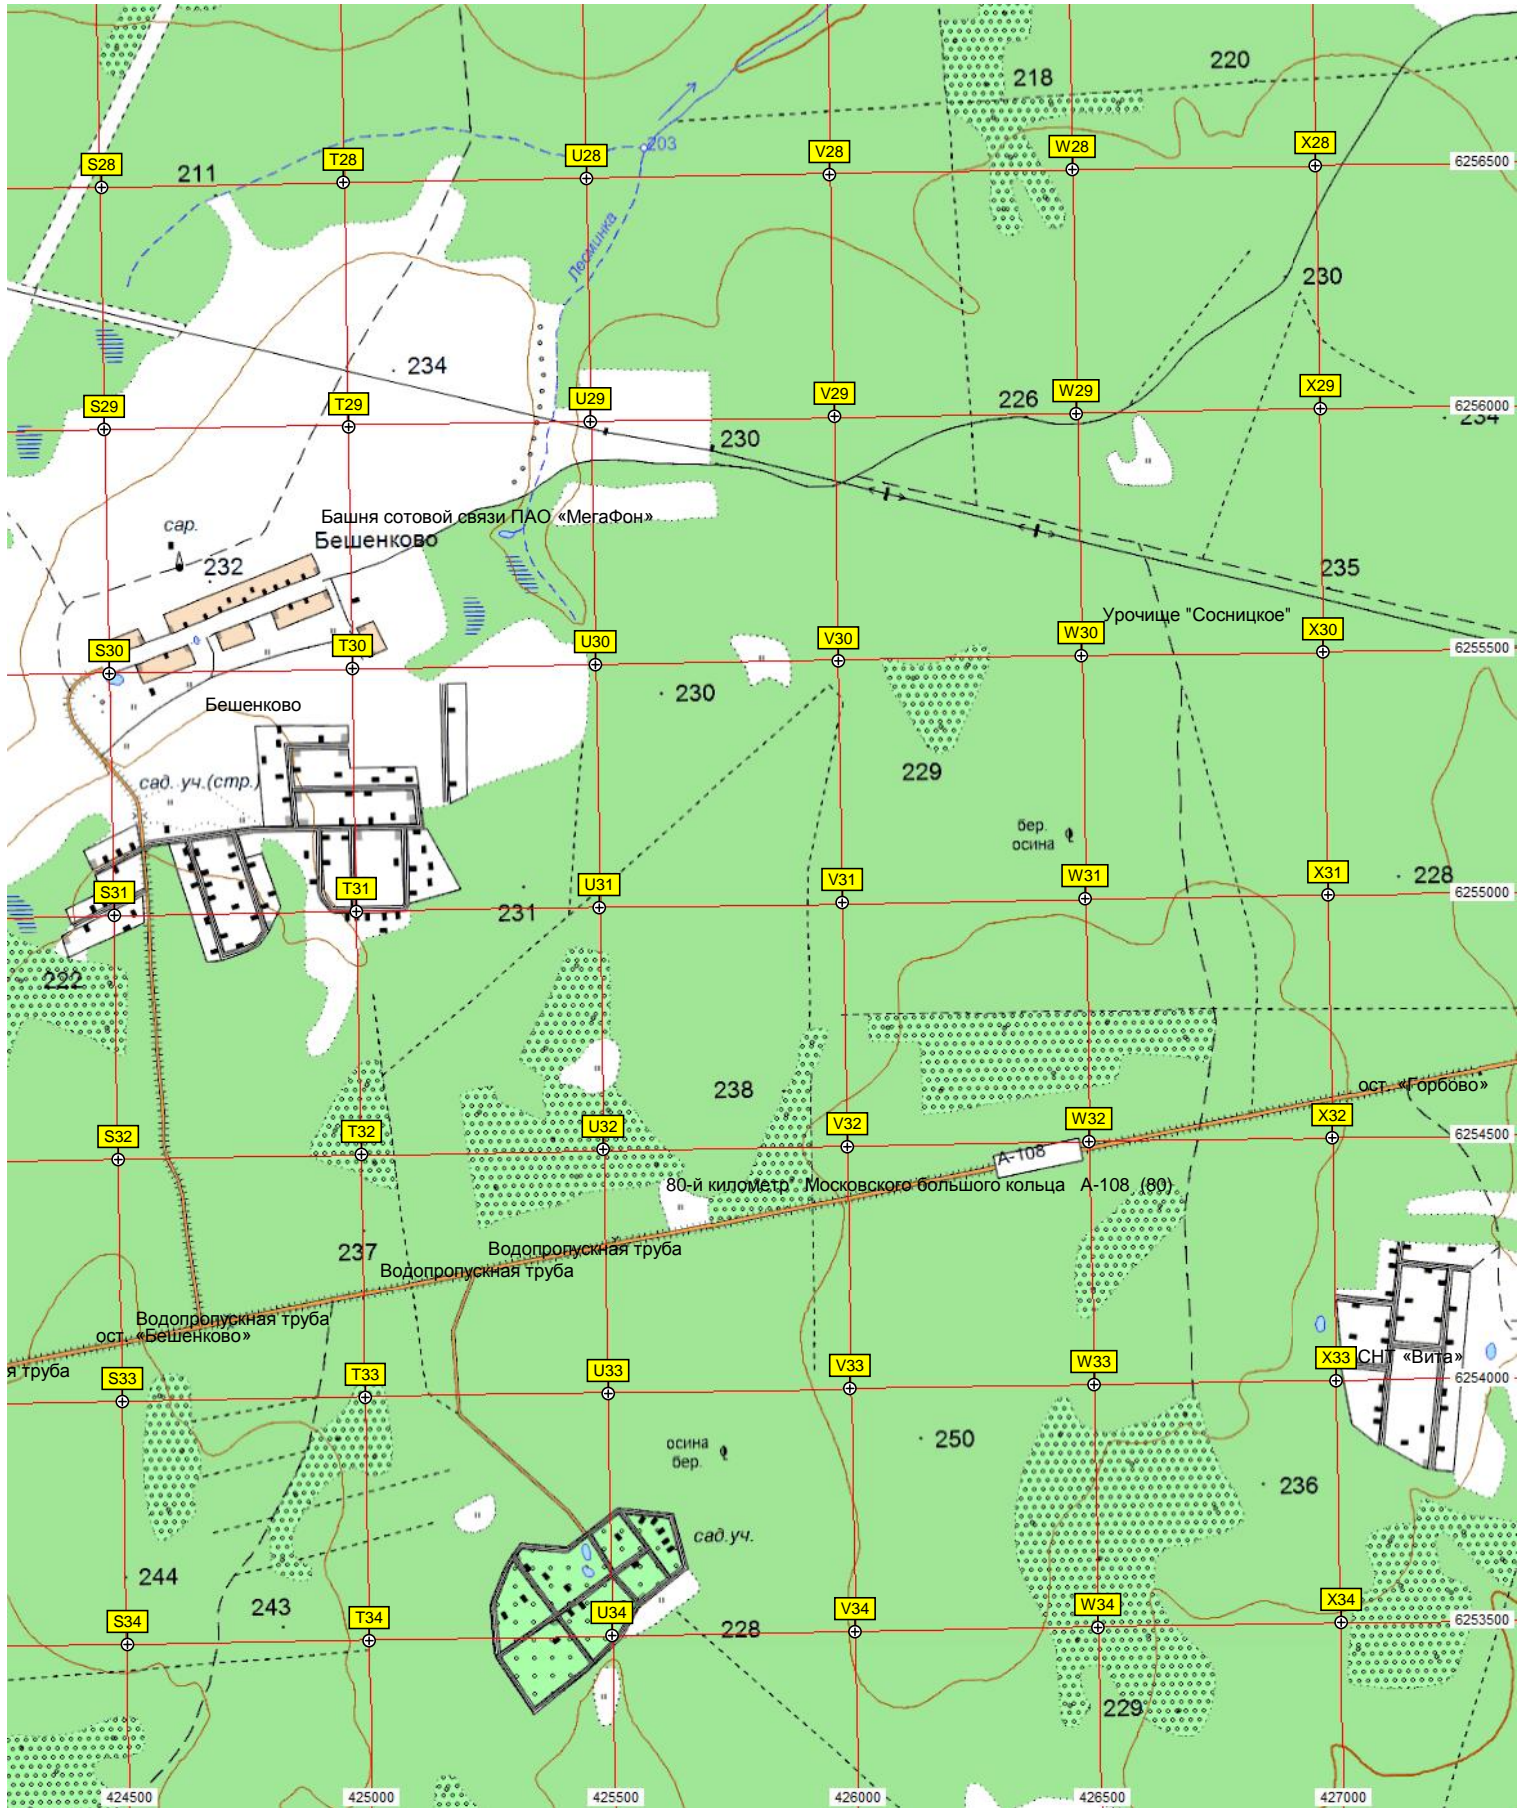 220
218
203
S28
T28
U28
V28
W28
X28
6256500
211
Лесминка
230
234
S29
T29
U29
V29
W29
X29
6256000
226
234
230
Башня сотовой связи ПАО «МегаФон»
сар.
Бешенково
232
235
Урочище "Сосницкое"
S30
T30
U30
V30
W30
X30
6255500
230
Бешенково
229
сад. уч.(стр.)
бер.
осина
S31
T31
U31
V31
W31
X31
228
6255000
231
222
238
ост. «Горбово»
S32
T32
U32
V32
W32
X32
6254500
А-108
80-й километр Московского большого кольца А-108 (80)
237
Водопропускная труба
Водопропускная труба
Водопропускная труба
ост. «Бешенково»
я труба
S33
T33
U33
V33
W33
X33
СНТ «Вита»
6254000
осина
бер.
250
236
сад.уч.
244
243
S34
T34
U34
228
V34
W34
X34
6253500
229
424500
425000
425500
426000
426500
427000